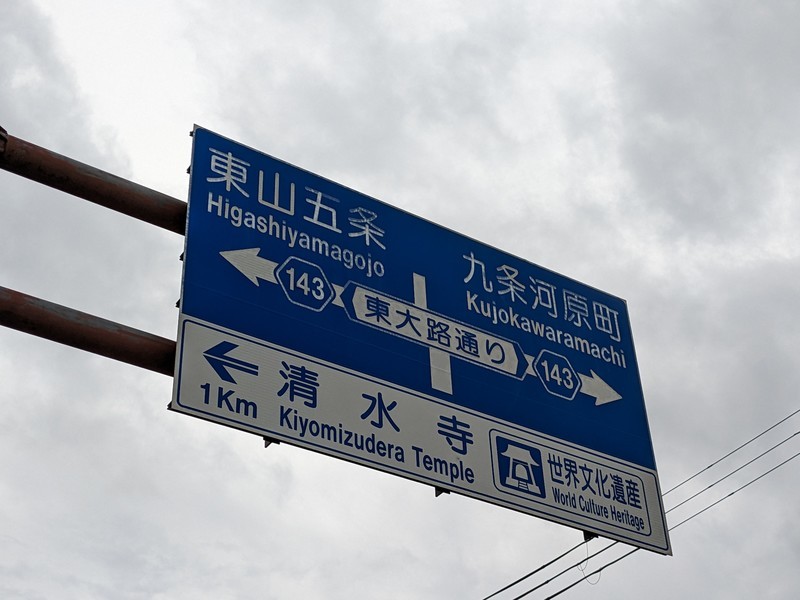 東山五条
Higashiyamagojo
九条河原町
Kujokawaramachi
143
東大路通り
143
清水寺
1Km Kiyomizudera Temple
世界文化遺産
World Culture Heritage